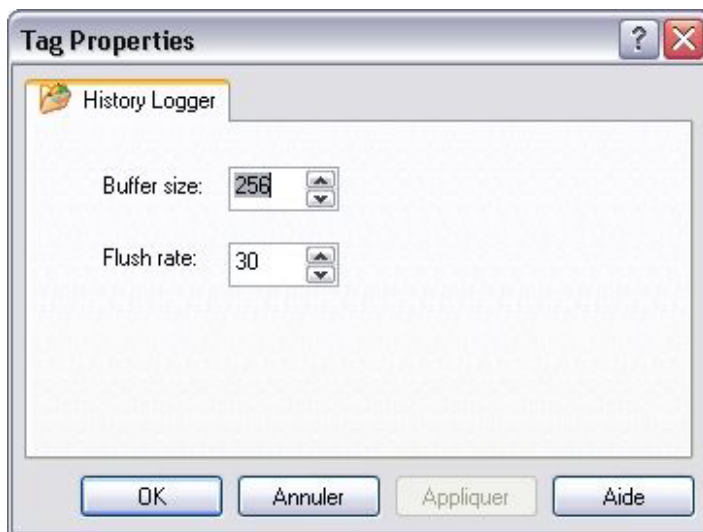 Tag Properties
?
History Logger
Buffer size: 256
Flush rate: 30
OK Annuler Appliquer Aide